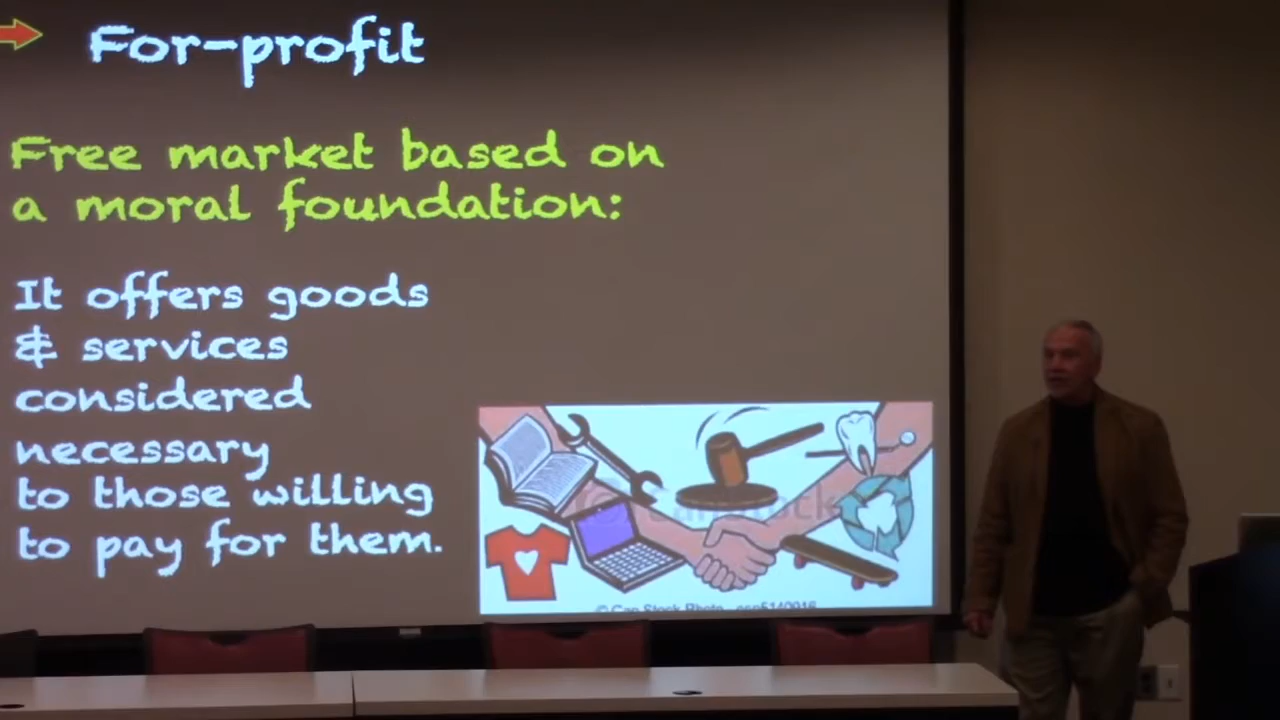 For-profit
Free market based on
a moral foundation:
It offers goods
& services
considered
necessary
to those willing
to pay for them.
© Can Stock Photo